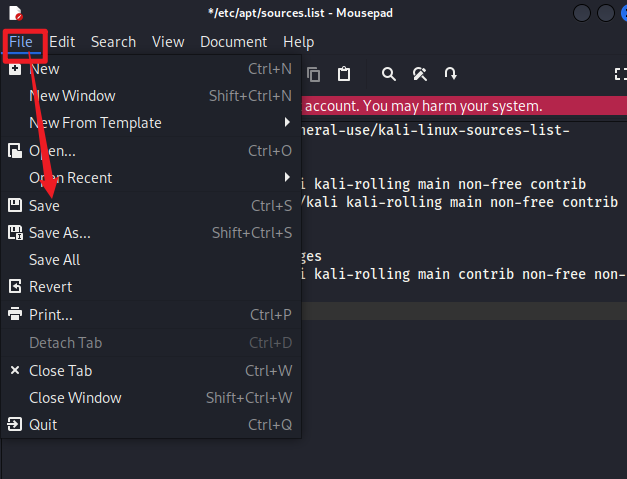 */etc/apt/sources.list - Mousepad
File Edit Search View Document Help
New Ctrl+N
New Window Shift+Ctrl+N
New From Template
Open... Ctrl+O
Open Recent
Save Ctrl+S
Save As... Shift+Ctrl+S
Save All
Revert
Print... Ctrl+P
Detach Tab Ctrl+D
Close Tab Ctrl+W
Close Window Shift+Ctrl+W
Quit Ctrl+Q
account. You may harm your system.
neral-use/kali-linux-sources-list-
i kali-rolling main non-free contrib
/kali kali-rolling main non-free contrib
ges
i kali-rolling main contrib non-free non-